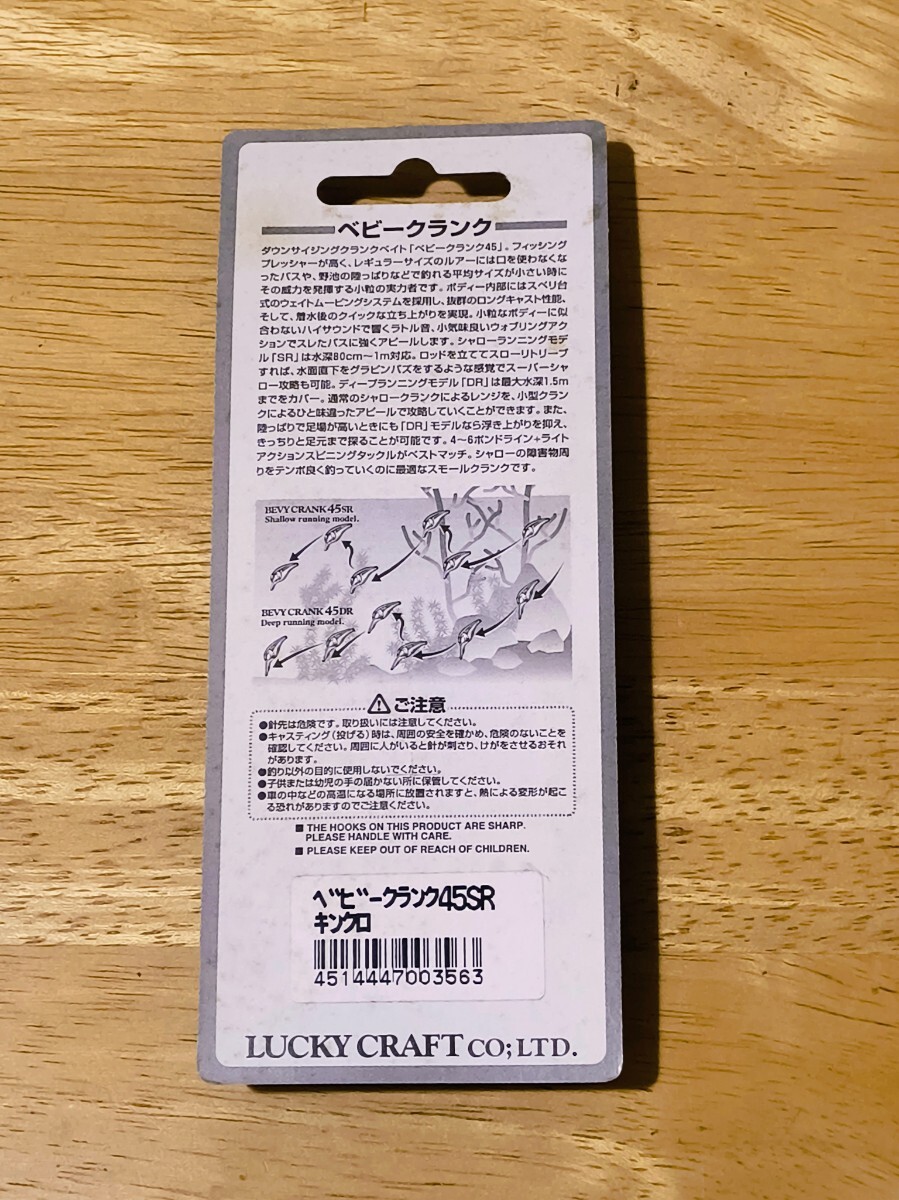 ベビークランク
ダウンサイジングクランクベイト「ベビークランク45」。フィッシング
プレッシャーが高く、レギュラーサイズのルアーには口を使わなくな
ったバスや、野池の陸っぱりなどで釣れる平均サイズが小さい時に
その威力を発揮する小粒の実力者です。ボディー内部にはスベリ台
式のウェイトムービングシステムを採用し、抜群のロングキャスト性能、
そして、着水後のクイックな立ち上がりを実現。小粒なボディーに似
合わないハイサウンドで響くラトル音、小気味良いウォブリングアク
ションでスレたバスに強くアピールします。シャローランニングモデ
ル「SR」は水深80cm〜1m対応。ロッドを立ててスローリトリーブ
すれば、水面直下をグラビンバズをするような感覚でスーパーシャ
ロー攻略も可能。ディープランニングモデル「DR」は最大水深1.5m
までをカバー。通常のシャロークランクによるレンジを、小型クラン
クによるひと味違ったアピールで攻略していくことができます。また、
陸っぱりで足場が高いときにも「DR」モデルなら浮き上がりを抑え、
きっちりと足元まで探ることが可能です。4〜6ポンドライン+ライト
アクションスピニングタックルがベストマッチ。シャローの障害物周
りをテンポ良く釣っていくのに最適なスモールクランクです。
BEVY CRANK 45SR
Shallow running model.
BEVY CRANK 45DR
Deep running model.
⚠ご注意
●針先は危険です。取り扱いには注意してください。
●キャスティング（投げる）時は、周囲の安全を確かめ、危険のないことを
確認してください。周囲に人がいると針が刺さり、けがをさせるおそれ
があります。
●釣り以外の目的に使用しないでください。
●子供または幼児の手の届かない所に保管してください。
●車の中などの高温になる場所に放置されますと、熱による変形が起こ
る恐れがありますのでご注意ください。
■ THE HOOKS ON THIS PRODUCT ARE SHARP.
PLEASE HANDLE WITH CARE.
■ PLEASE KEEP OUT OF REACH OF CHILDREN.
ベビークランク45SR
キンクロ
4514447003563
LUCKY CRAFT CO;LTD.